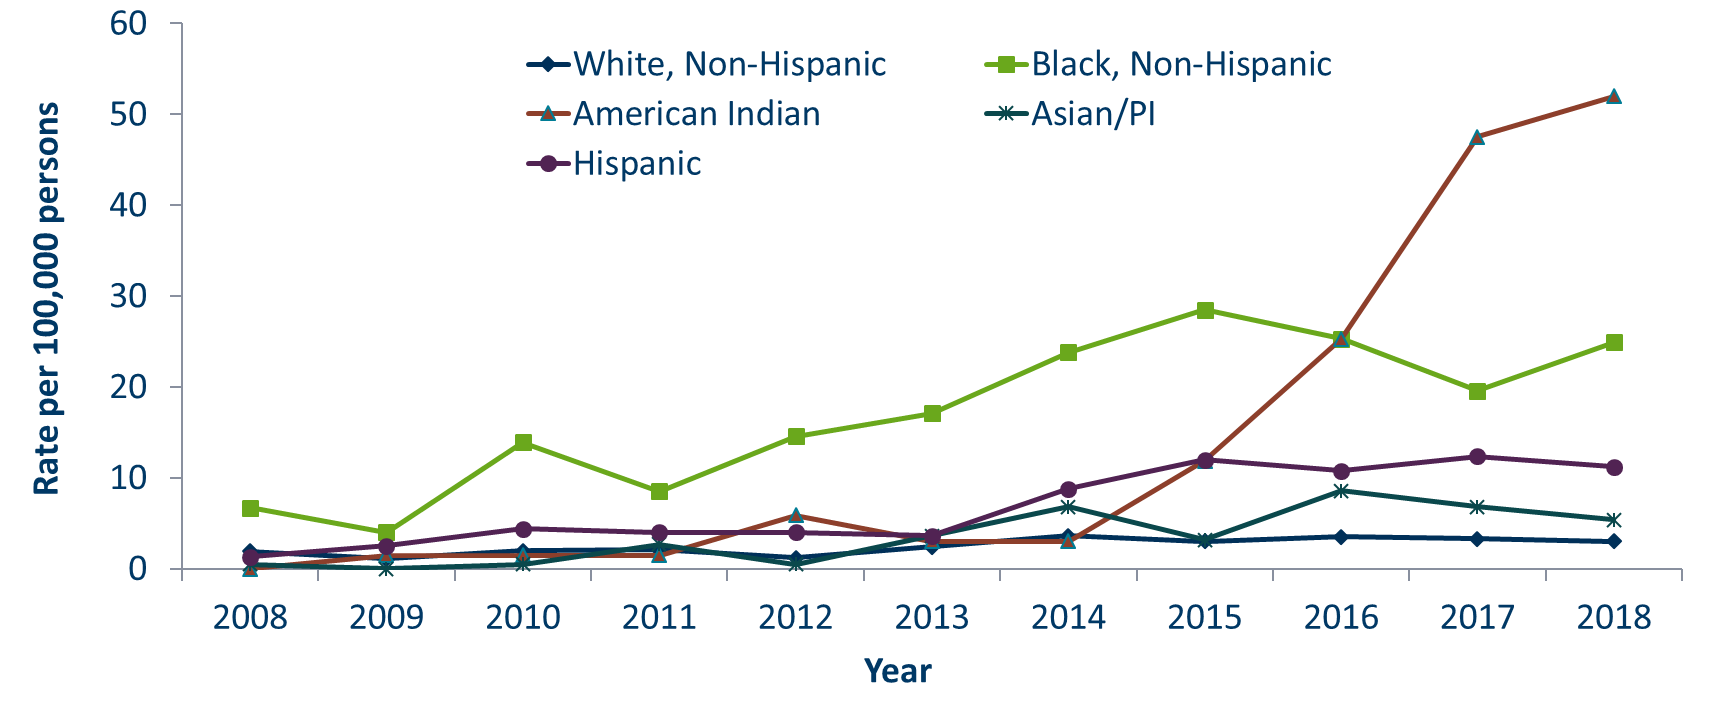 60
50
40
30
20
10
0
Rate per 100,000 persons
White, Non-Hispanic
Black, Non-Hispanic
American Indian
Asian/PI
Hispanic
2008 2009 2010 2011 2012 2013 2014 2015 2016 2017 2018
Year